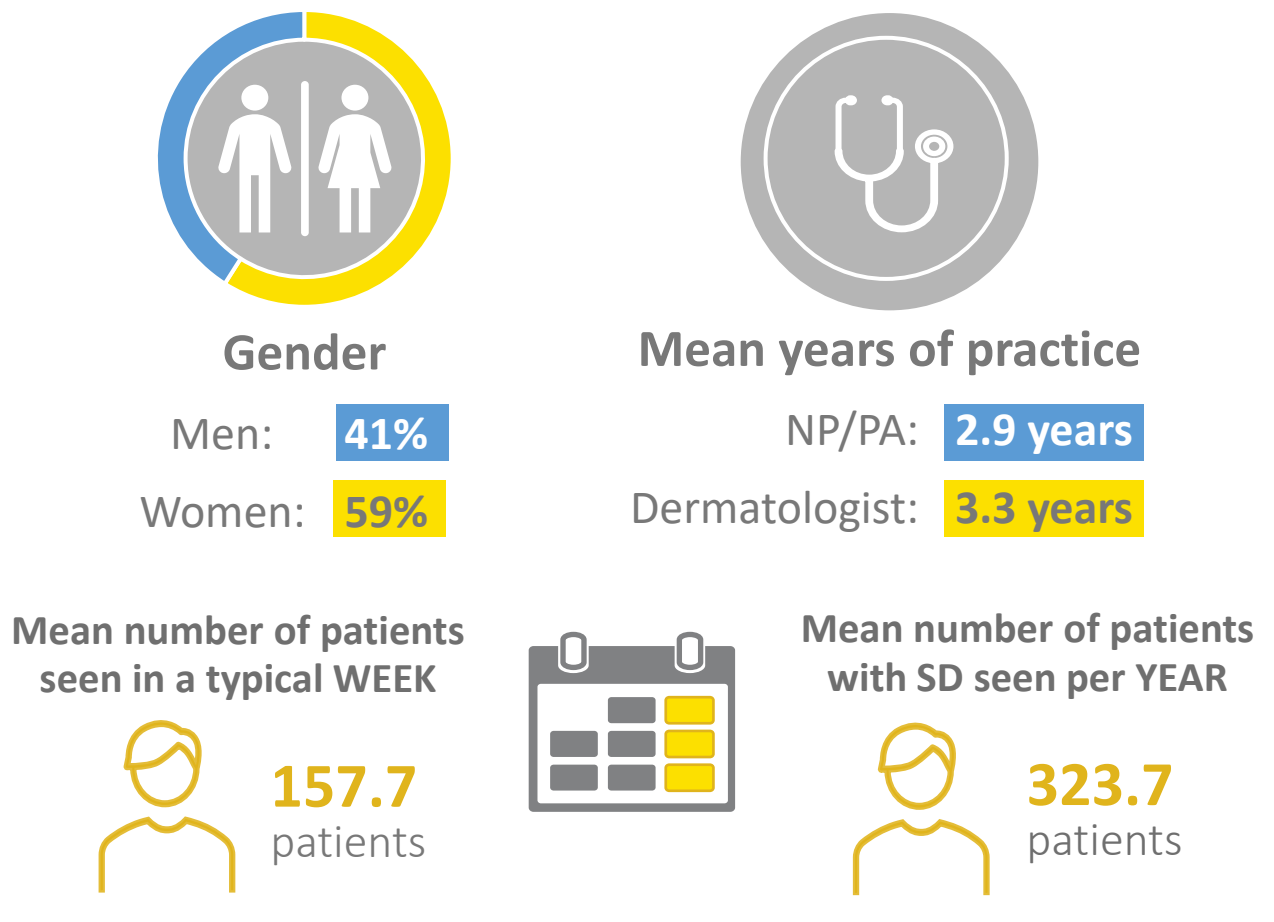 Gender
Men: 41%
Women: 59%
Mean years of practice
NP/PA: 2.9 years
Dermatologist: 3.3 years
Mean number of patients
seen in a typical WEEK
157.7
patients
Mean number of patients
with SD seen per YEAR
323.7
patients